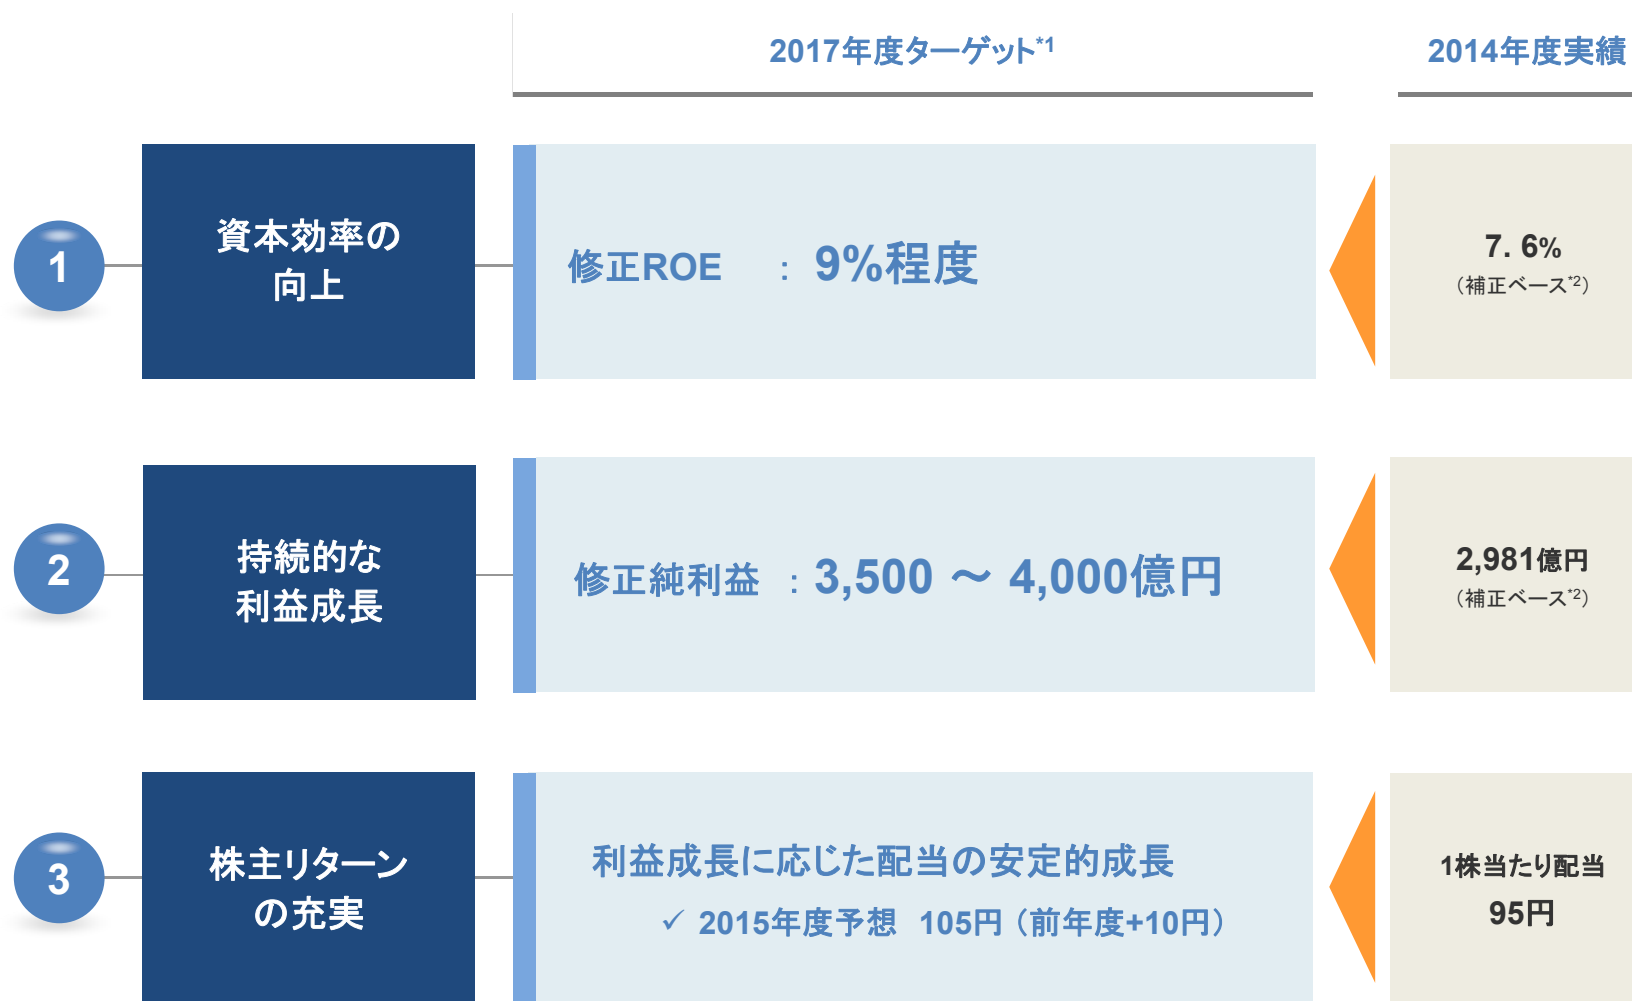 2017年度ターゲット*1
2014年度実績
1
資本効率の
向上
修正ROE : 9%程度
7. 6%
（補正ベース*2）
2
持続的な
利益成長
修正純利益 : 3,500 ～ 4,000億円
2,981億円
（補正ベース*2）
3
株主リターン
の充実
利益成長に応じた配当の安定的成長
✓ 2015年度予想 105円（前年度+10円）
1株当たり配当
95円